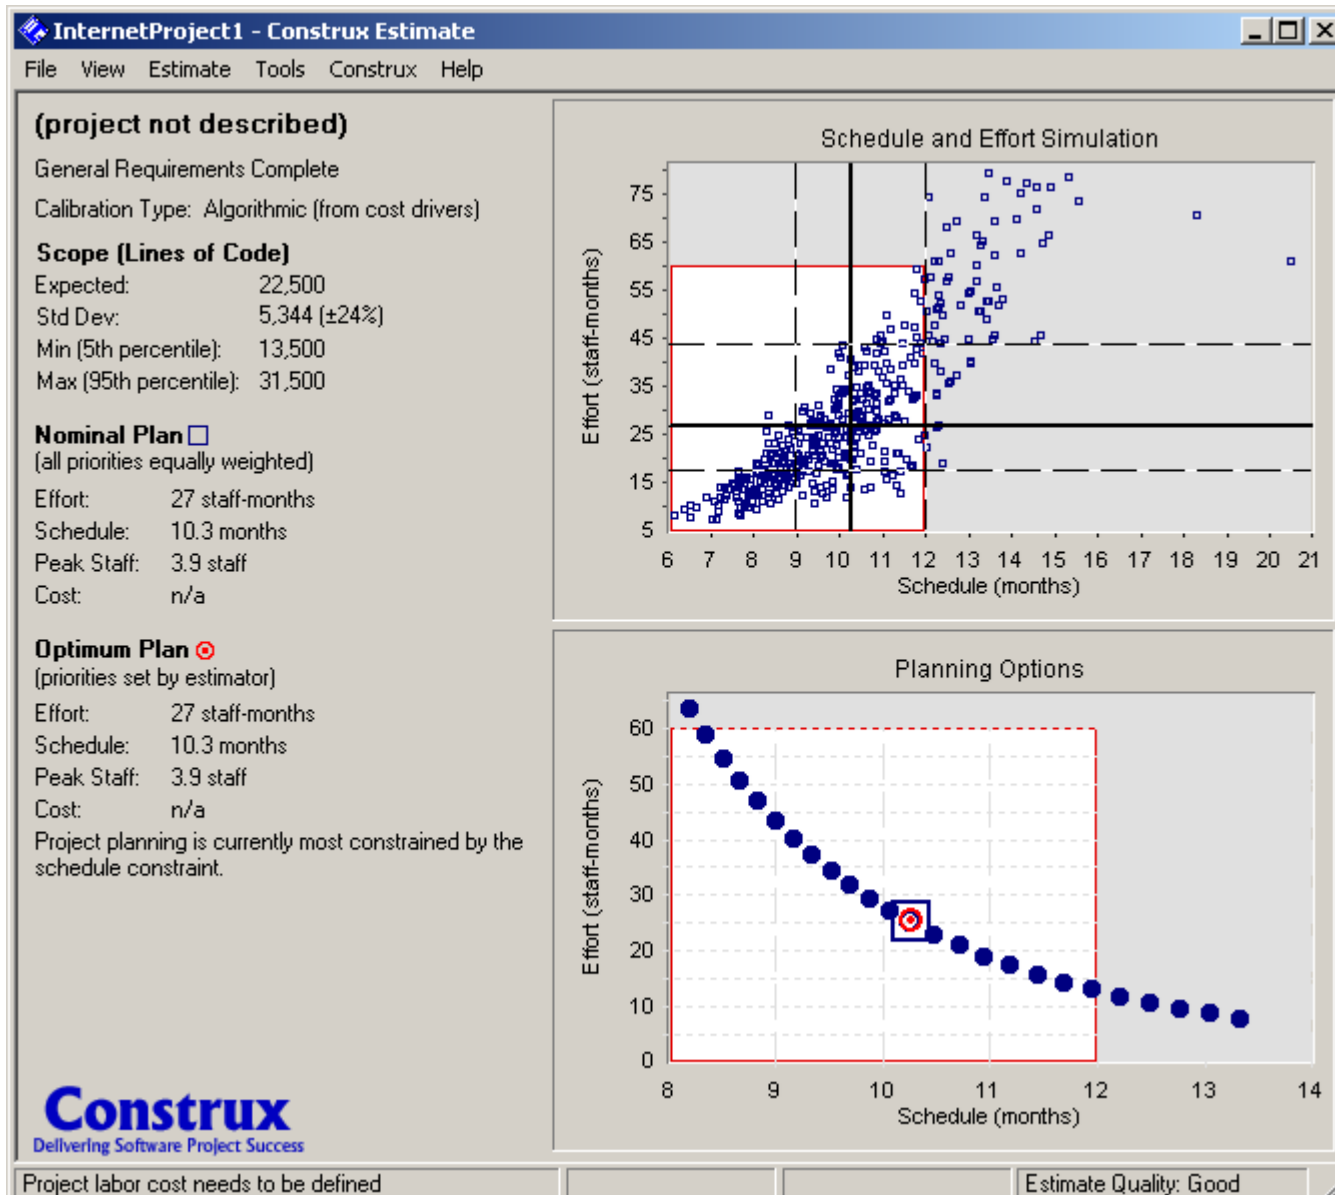 InternetProject1 - Construx Estimate
File View Estimate Tools Construx Help
(project not described)
General Requirements Complete
Calibration Type: Algorithmic (from cost drivers)
Scope (Lines of Code)
Expected: 22,500
Std Dev: 5,344 (±24%)
Min (5th percentile): 13,500
Max (95th percentile): 31,500
Nominal Plan
(all priorities equally weighted)
Effort: 27 staff-months
Schedule: 10.3 months
Peak Staff: 3.9 staff
Cost: n/a
Optimum Plan
(priorities set by estimator)
Effort: 27 staff-months
Schedule: 10.3 months
Peak Staff: 3.9 staff
Cost: n/a
Project planning is currently most constrained by the
schedule constraint.
Construx
Delivering Software Project Success
Schedule and Effort Simulation
Effort (staff-months)
75
65
55
45
35
25
15
5
6 7 8 9 10 11 12 13 14 15 16 17 18 19 20 21
Schedule (months)
Planning Options
Effort (staff-months)
60
50
40
30
20
10
0
8 9 10 11 12 13 14
Schedule (months)
Project labor cost needs to be defined
Estimate Quality: Good